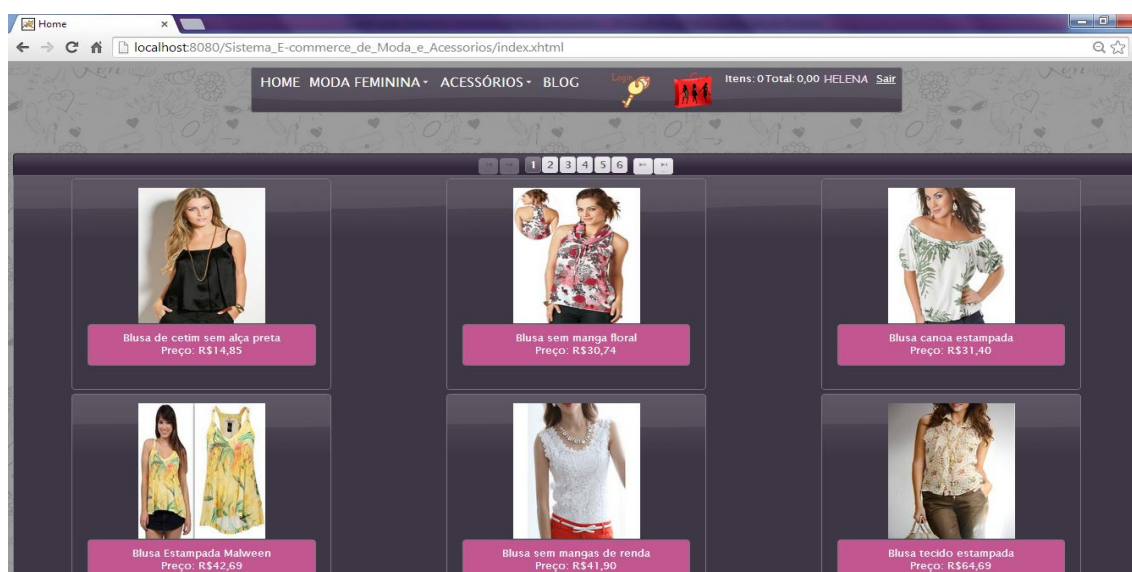 Home
localhost:8080/Sistema_E-commerce_de_Moda_e_Acessorios/index.xhtml
HOME MODA FEMININA ACESSÓRIOS BLOG Login Itens: 0 Total: 0,00 HELENA Sair
1 2 3 4 5 6
Blusa de cetim sem alça preta
Preço: R$14,85
Blusa sem manga floral
Preço: R$30,74
Blusa canoa estampada
Preço: R$31,40
Blusa Estampada Malween
Preço: R$42,69
Blusa sem mangas de renda
Preço: R$41,90
Blusa tecido estampada
Preço: R$64,69